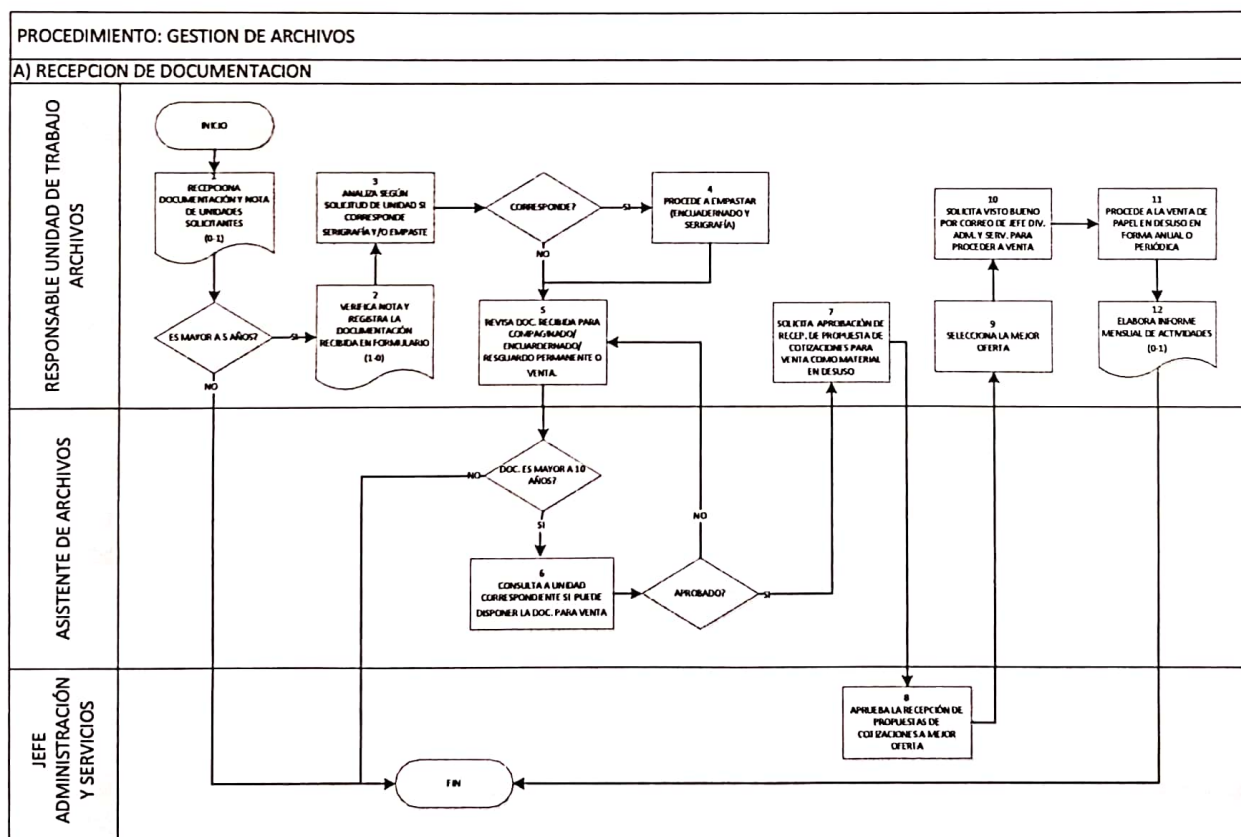 PROCEDIMIENTO: GESTION DE ARCHIVOS
A) RECEPCION DE DOCUMENTACION
RESPONSABLE UNIDAD DE TRABAJO
ARCHIVOS
INICIO
1
RECEPCIONA
DOCUMENTACIÓN Y NOTA
DE UNIDADES
SOLICITANTES
(0-1)
ES MAYOR A 5 AÑOS?
SI
NO
2
VERIFICA NOTA Y
REGISTRA LA
DOCUMENTACIÓN
RECIBIDA EN FORMULARIO
(1-0)
3
ANALIZA SEGÚN
SOLICITUD DE UNIDAD SI
CORRESPONDE
SERIGRAFÍA Y/O EMPASTE
CORRESPONDE?
SI
NO
4
PROCEDE A EMPASTAR
(ENCUADERNADO Y
SERIGRAFÍA)
5
REVISA DOC. RECIBIDA PARA
COMPAGINADO/
ENCUARDERNADO/
RESGUARDO PERMANENTE O
VENTA.
7
SOLICITA APROBACIÓN DE
RECEP. DE PROPUESTA DE
COTIZACIONES PARA
VENTA COMO MATERIAL
EN DESUSO
10
SOLICITA VISTO BUENO
POR CORREO DE JEFE DIV.
ADM. Y SERV. PARA
PROCEDER A VENTA
9
SELECCIONA LA MEJOR
OFERTA
11
PROCEDE A LA VENTA DE
PAPEL EN DESUSO EN
FORMA ANUAL O
PERIÓDICA
12
ELABORA INFORME
MENSUAL DE ACTIVIDADES
(0-1)
ASISTENTE DE ARCHIVOS
DOC. ES MAYOR A 10
AÑOS?
NO
SI
6
CONSULTA A UNIDAD
CORRESPONDIENTE SI PUEDE
DISPONER LA DOC. PARA VENTA
APROBADO?
NO
SI
JEFE
ADMINISTRACIÓN
Y SERVICIOS
8
APRUEBA LA RECEPCIÓN DE
PROPUESTAS DE
COTIZACIONES A MEJOR
OFERTA
FIN